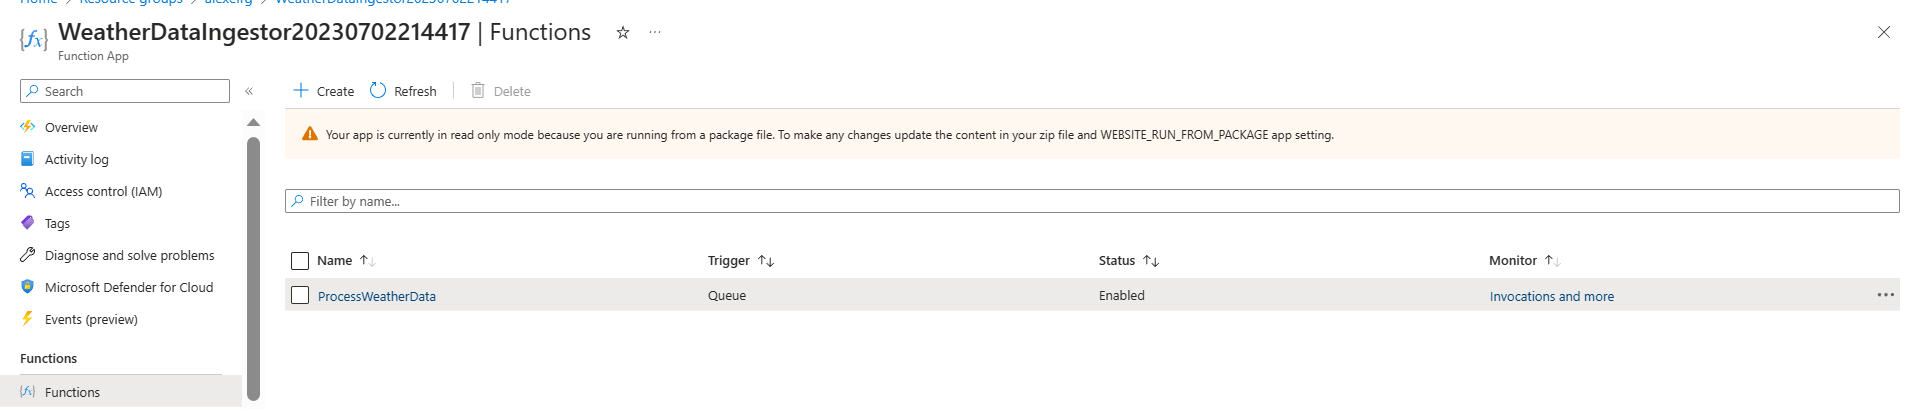 Home > Resource groups > alexeirg > WeatherDataIngestor20230702214417
WeatherDataIngestor20230702214417 | Functions
Function App
Search
Overview
Activity log
Access control (IAM)
Tags
Diagnose and solve problems
Microsoft Defender for Cloud
Events (preview)
Functions
Functions
Create Refresh Delete
Your app is currently in read only mode because you are running from a package file. To make any changes update the content in your zip file and WEBSITE_RUN_FROM_PACKAGE app setting.
Filter by name...
Name Trigger Status Monitor
ProcessWeatherData Queue Enabled Invocations and more